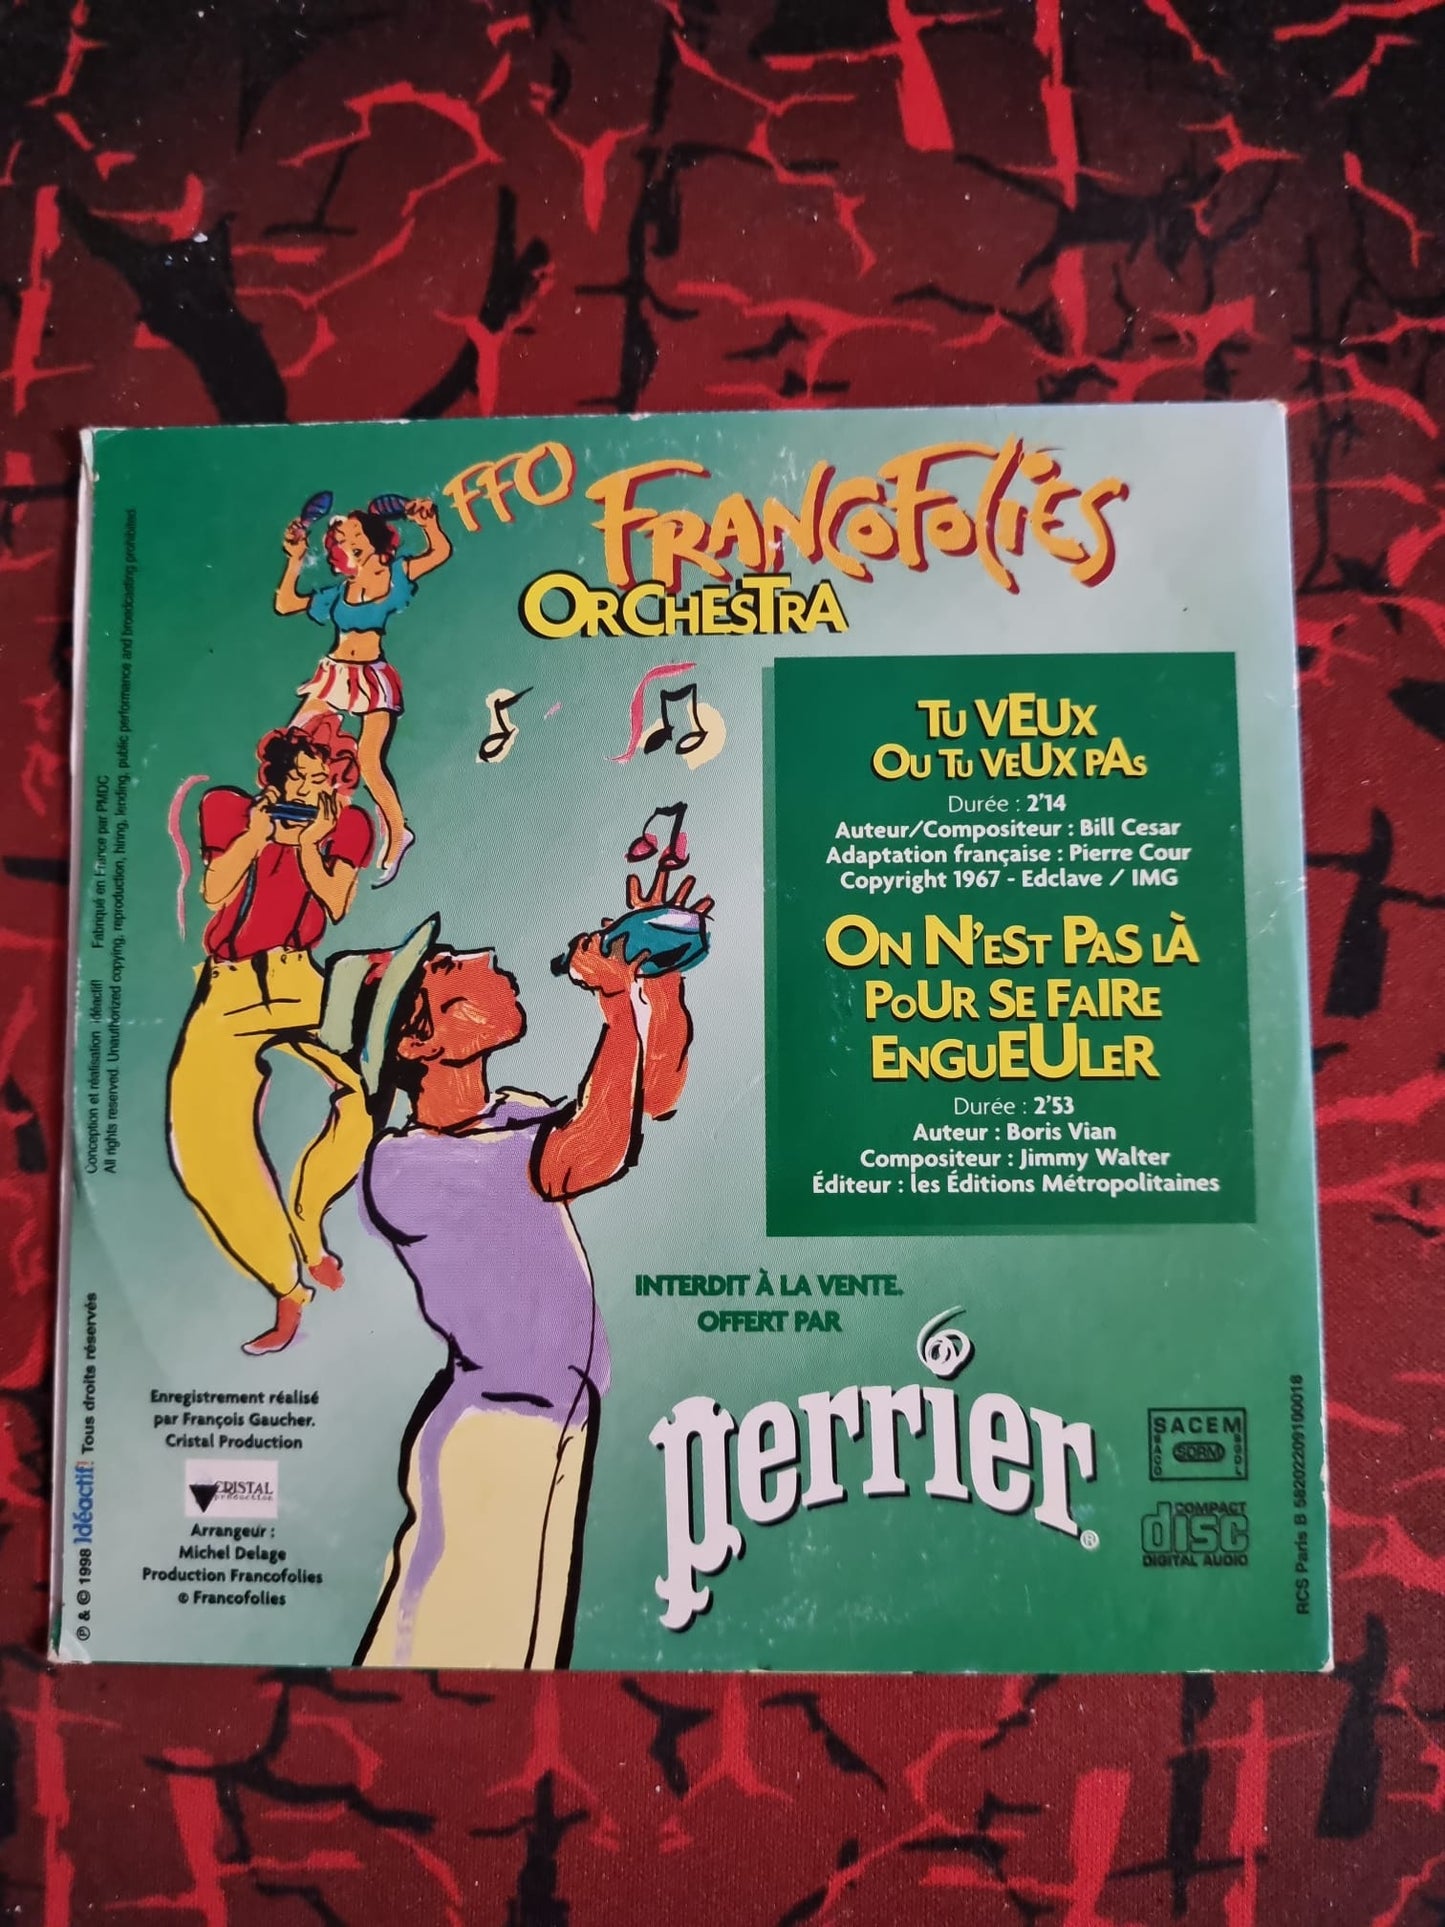 FFO FRANCOFOLIES
ORCHESTRA
TU VEUX
OU TU VEUX PAS
Durée : 2'14
Auteur/Compositeur : Bill Cesar
Adaptation française : Pierre Cour
Copyright 1967 - Edclave / IMG
ON N'EST PAS LÀ
POUR SE FAIRE
ENGUEULER
Durée : 2'53
Auteur : Boris Vian
Compositeur : Jimmy Walter
Éditeur : les Éditions Métropolitaines
INTERDIT À LA VENTE.
OFFERT PAR
perrier®
Enregistrement réalisé
par François Gaucher.
Cristal Production
CRISTAL
production
Arrangeur :
Michel Delage
Production Francofolies
© Francofolies
℗ & © 1998 Idéactif! Tous droits réservés
Conception et réalisation Idéactif! Fabriqué en France par PMDC
All rights reserved. Unauthorized copying, reproduction, hiring, lending, public performance and broadcasting prohibited.
SACEM
SACD
SDRM
SGDL
COMPACT
disc
DIGITAL AUDIO
RCS Paris B 58202209100018